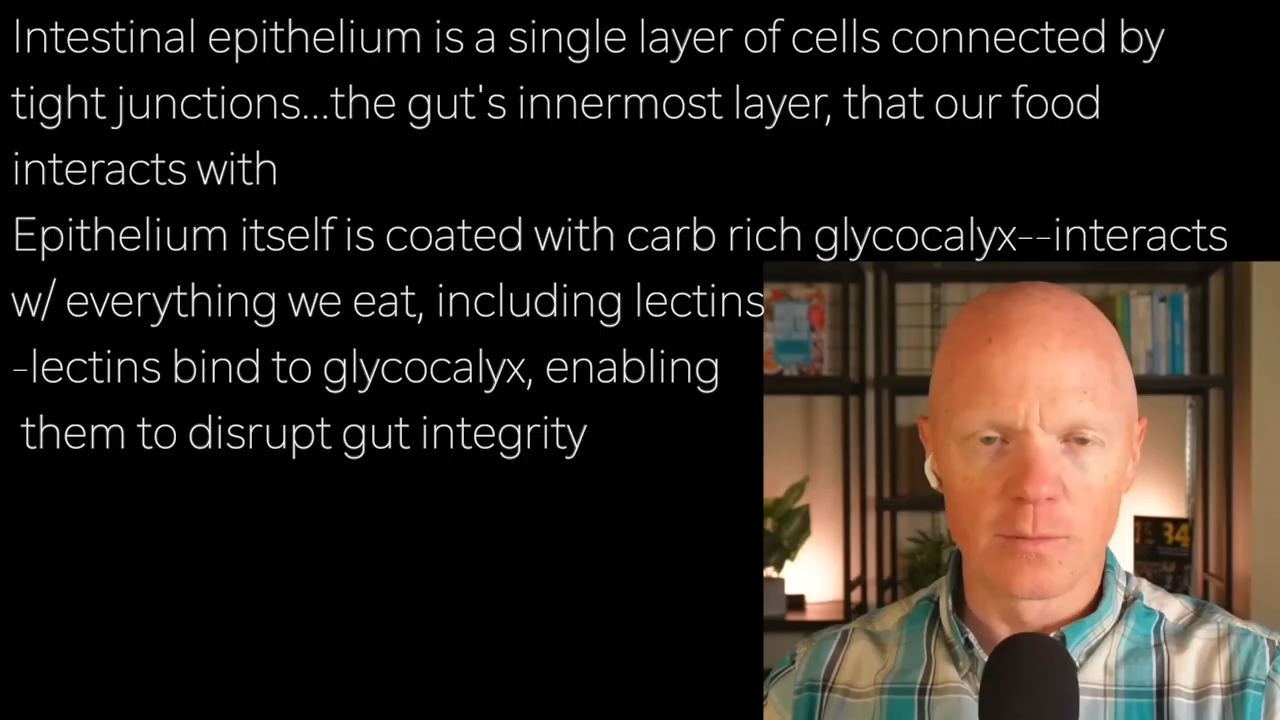 Intestinal epithelium is a single layer of cells connected by
tight junctions...the gut's innermost layer, that our food
interacts with
Epithelium itself is coated with carb rich glycocalyx--interacts
w/ everything we eat, including lectins
-lectins bind to glycocalyx, enabling
them to disrupt gut integrity
34